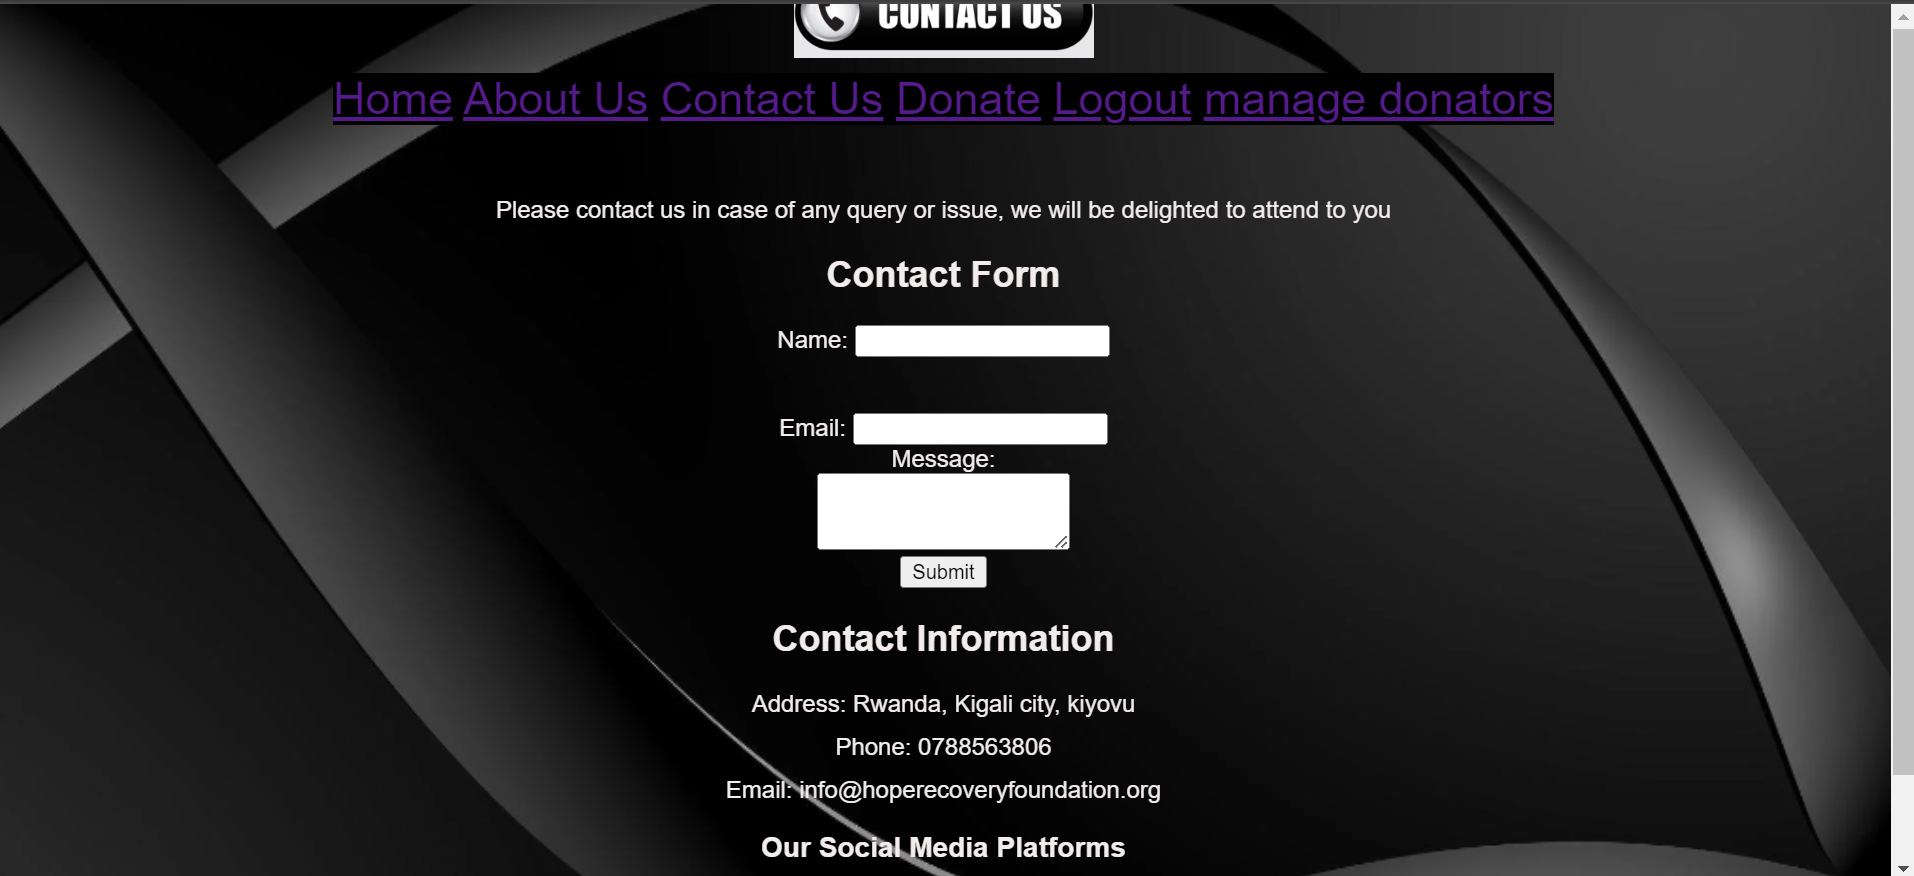 CONTACT US
Home About Us Contact Us Donate Logout manage donators
Please contact us in case of any query or issue, we will be delighted to attend to you
Contact Form
Name:
Email:
Message:
Submit
Contact Information
Address: Rwanda, Kigali city, kiyovu
Phone: 0788563806
Email: info@hoperecoveryfoundation.org
Our Social Media Platforms